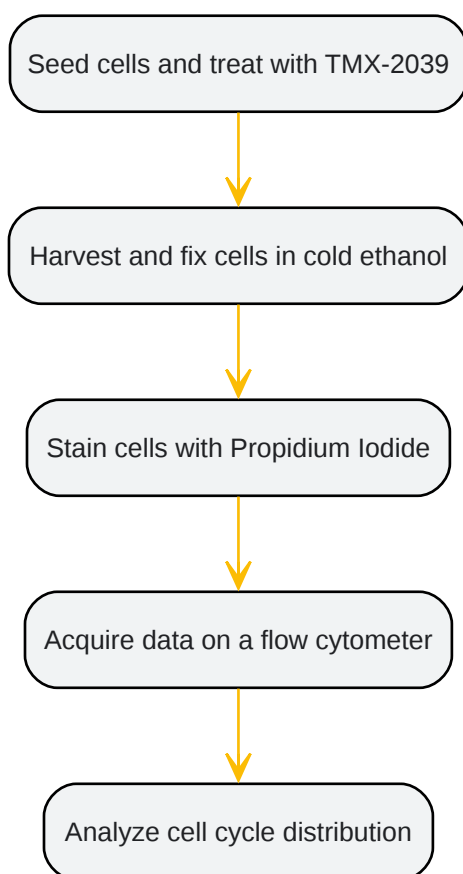 Seed cells and treat with TMX-2039
Harvest and fix cells in cold ethanol
Stain cells with Propidium Iodide
Acquire data on a flow cytometer
Analyze cell cycle distribution